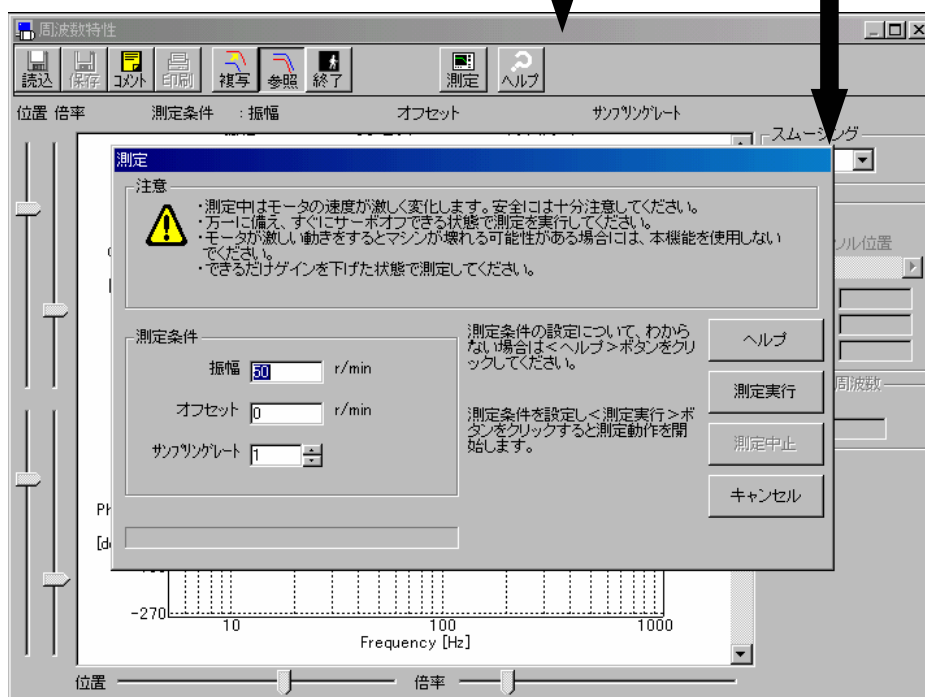 周波数特性
読込 保存 コメント 印刷 複写 参照 終了 測定 ヘルプ
位置 倍率 測定条件 : 振幅 オフセット サンプリングレート
スムージング
測定
注意
・測定中はモータの速度が激しく変化します。安全には十分注意してください。
・万一に備え、すぐにサーボオフできる状態で測定を実行してください。
・モータが激しい動きをするとマシンが壊れる可能性がある場合には、本機能を使用しない
でください。
・できるだけゲインを下げた状態で測定してください。
ソル位置
測定条件
振幅 50 r/min
オフセット 0 r/min
サンプリングレート 1
測定条件の設定について、わから
ない場合は<ヘルプ>ボタンをクリ
ックしてください。
測定条件を設定し<測定実行>ボ
タンをクリックすると測定動作を開
始します。
ヘルプ
測定実行
測定中止
キャンセル
周波数
-270
10 100 1000
Frequency [Hz]
位置 倍率